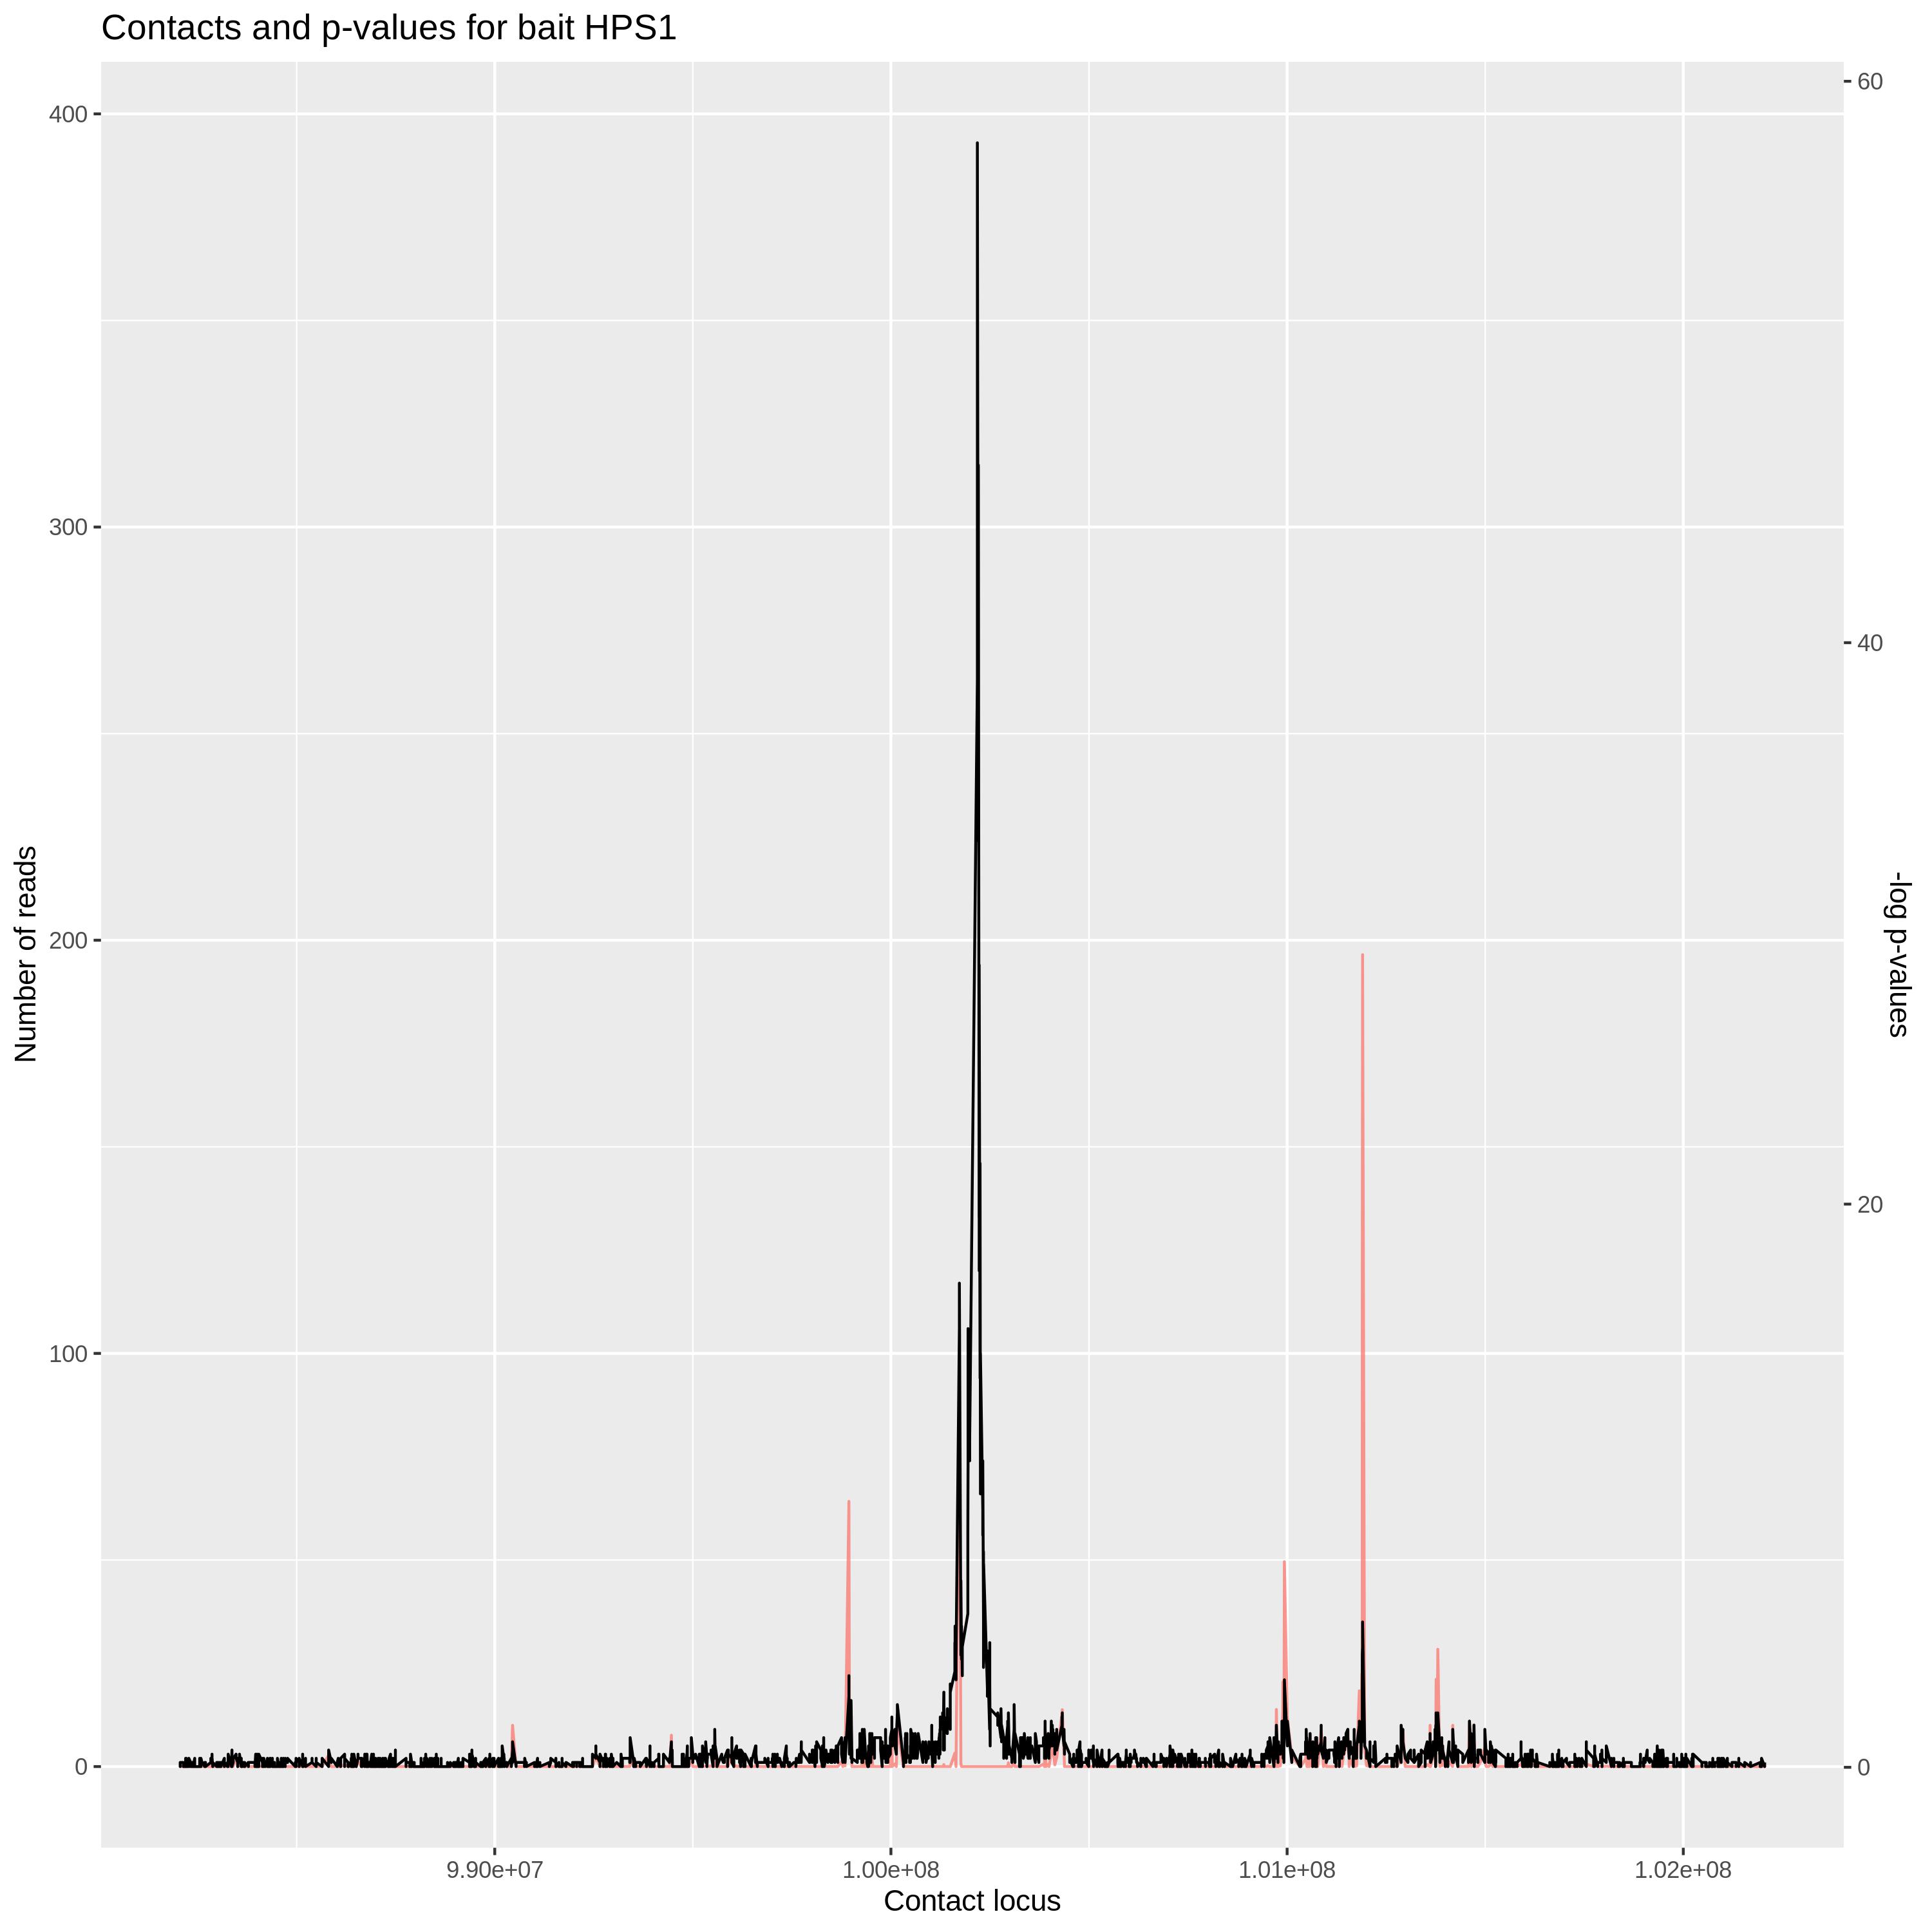 Contacts and p-values for bait HPS1
400
300
200
100
0
Number of reads
60
40
20
0
-log p-values
9.90e+07
1.00e+08
1.01e+08
1.02e+08
Contact locus